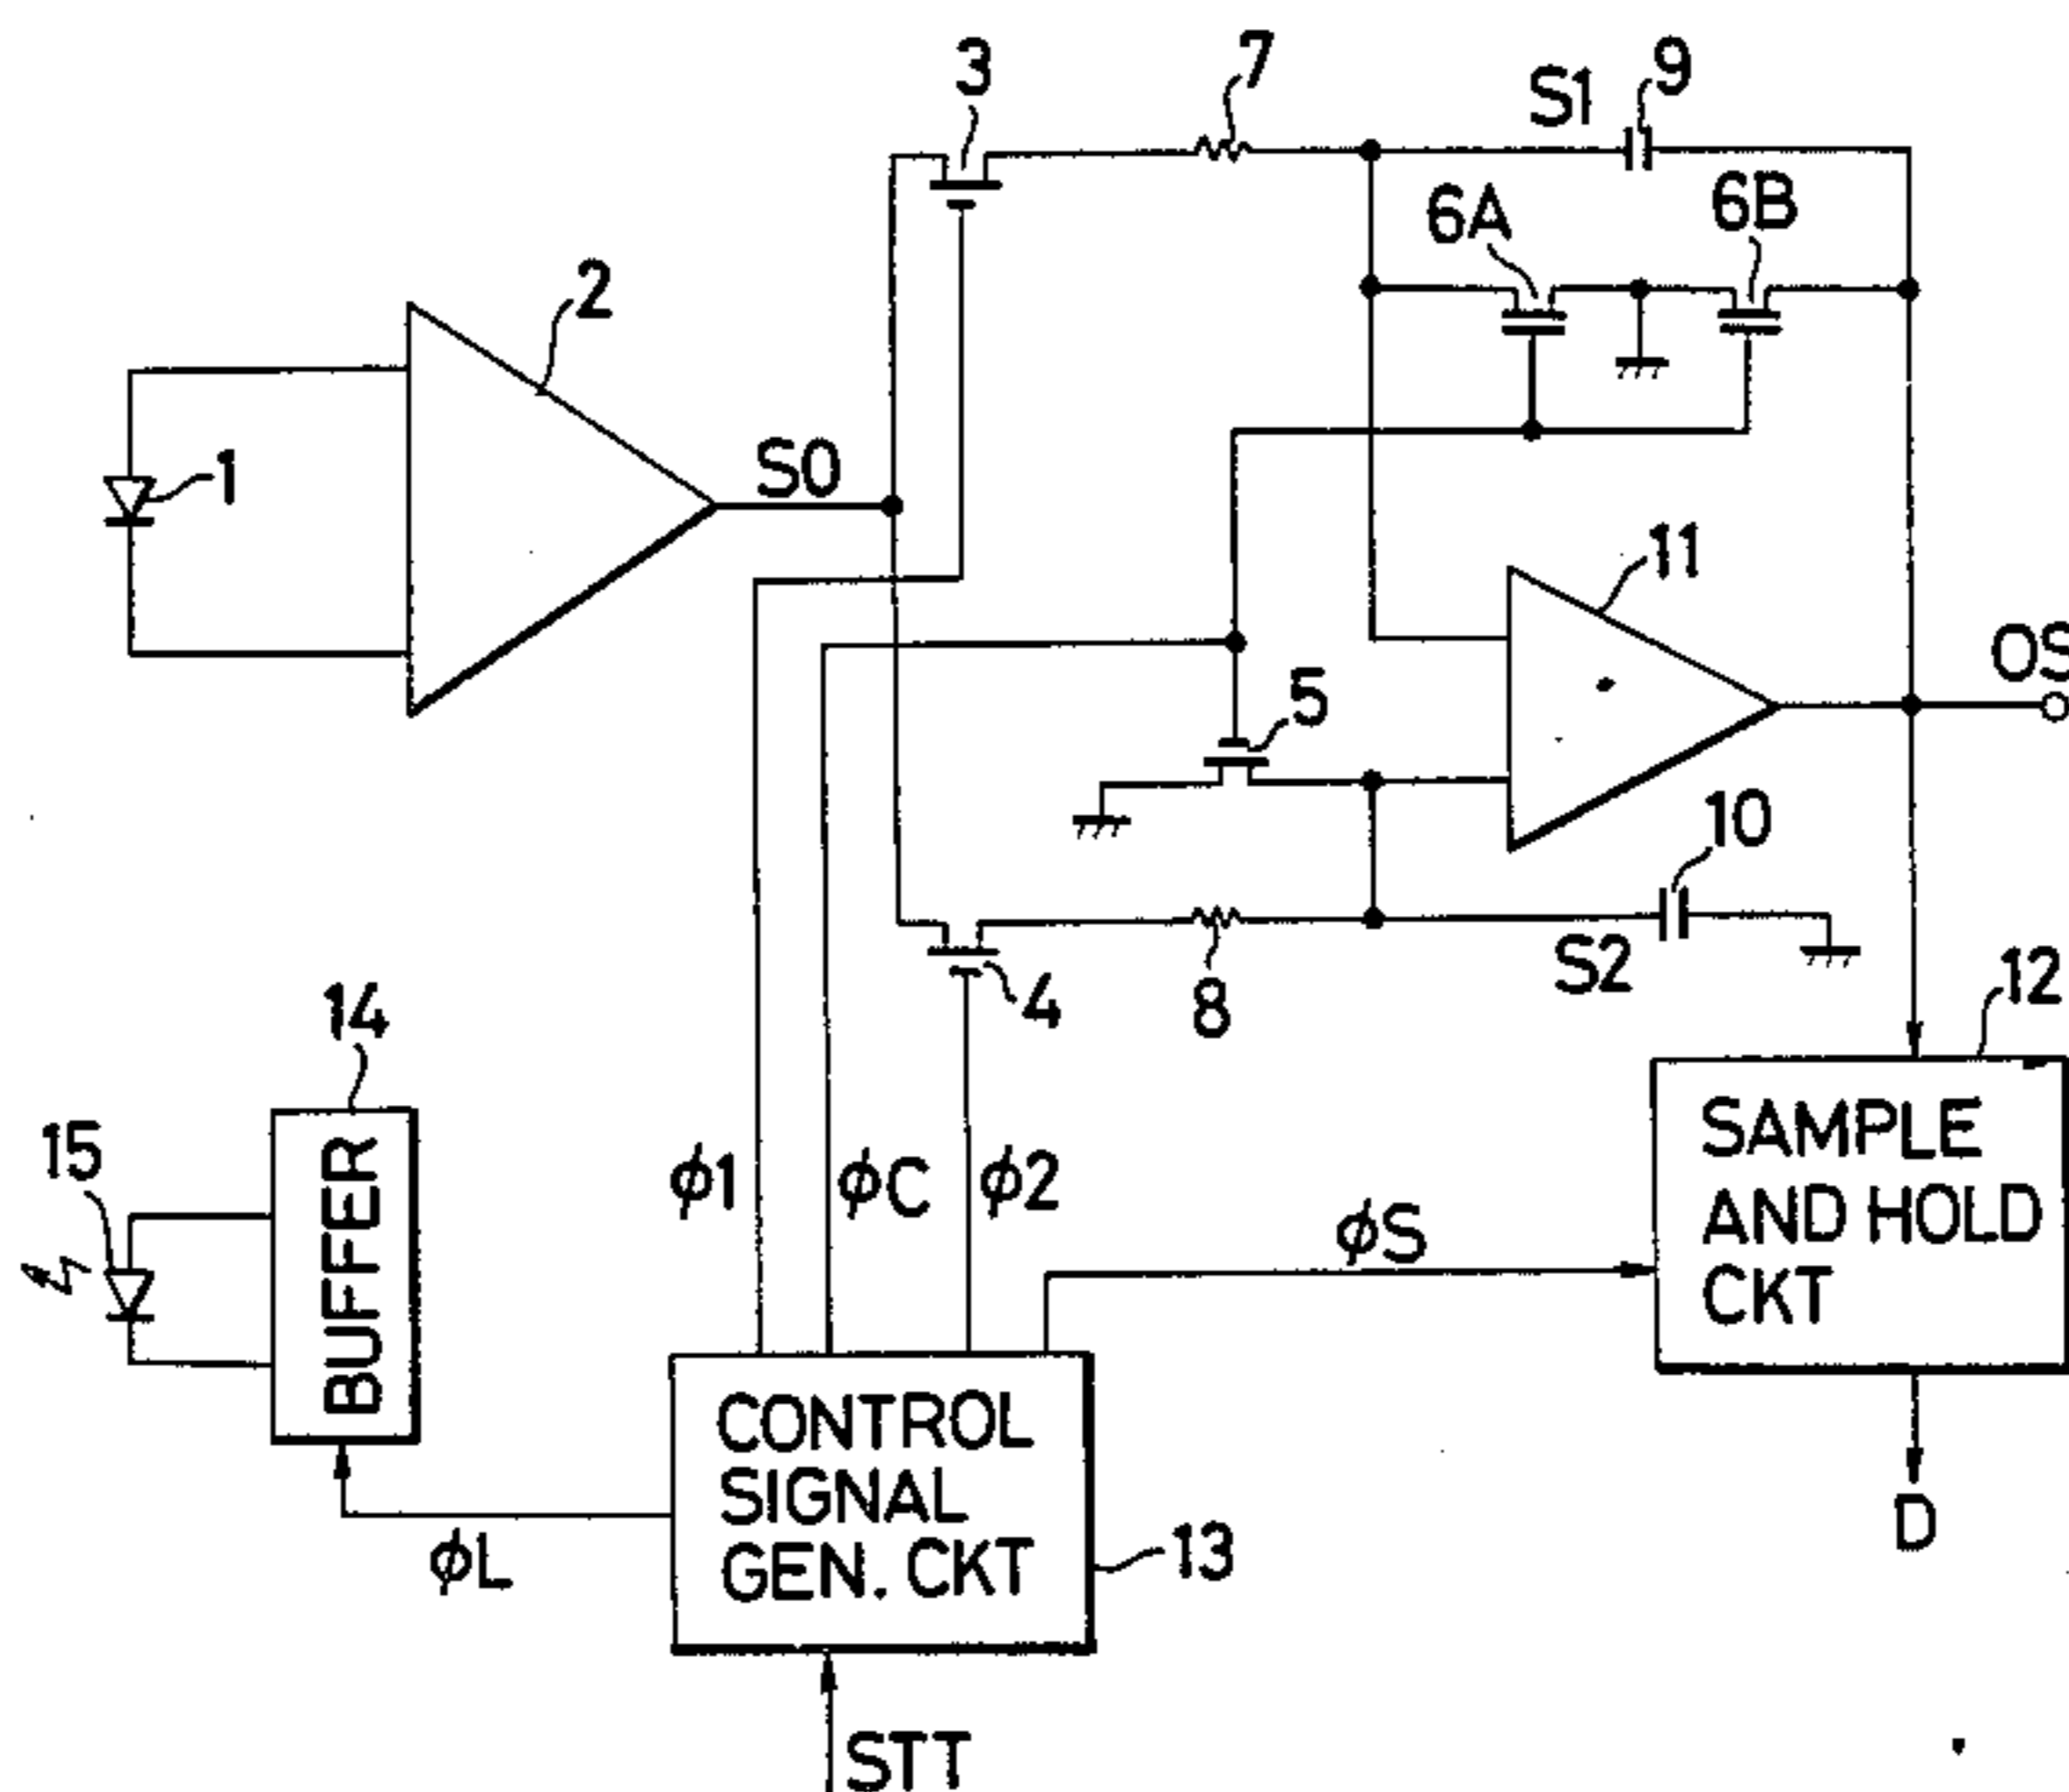 3
7
S1
9
6A
6B
2
1
S0
11
OS
5
10
4
8
S2
12
14
SAMPLE
AND HOLD
CKT
15
BUFFER
ϕ1
ϕC
ϕ2
ϕS
CONTROL
SIGNAL
GEN. CKT
13
D
ϕL
STT